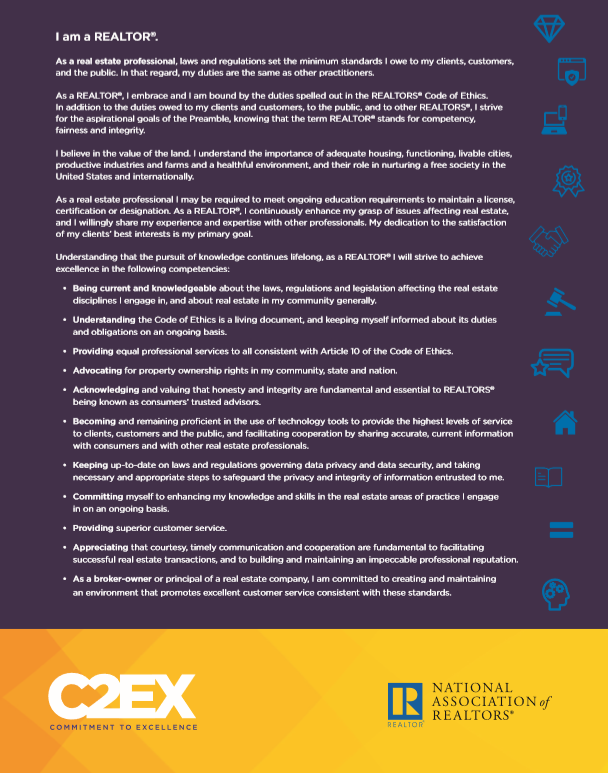 I am a REALTOR®.
As a real estate professional, laws and regulations set the minimum standards I owe to my clients, customers,
and the public. In that regard, my duties are the same as other practitioners.
As a REALTOR®, I embrace and I am bound by the duties spelled out in the REALTORS® Code of Ethics.
In addition to the duties owed to my clients and customers, to the public, and to other REALTORS®, I strive
for the aspirational goals of the Preamble, knowing that the term REALTOR® stands for competency,
fairness and integrity.
I believe in the value of the land. I understand the importance of adequate housing, functioning, livable cities,
productive industries and farms and a healthful environment, and their role in nurturing a free society in the
United States and internationally.
As a real estate professional I may be required to meet ongoing education requirements to maintain a license,
certification or designation. As a REALTOR®, I continuously enhance my grasp of issues affecting real estate,
and I willingly share my experience and expertise with other professionals. My dedication to the satisfaction
of my clients' best interests is my primary goal.
Understanding that the pursuit of knowledge continues lifelong, as a REALTOR® I will strive to achieve
excellence in the following competencies:
• Being current and knowledgeable about the laws, regulations and legislation affecting the real estate
disciplines I engage in, and about real estate in my community generally.
• Understanding the Code of Ethics is a living document, and keeping myself informed about its duties
and obligations on an ongoing basis.
• Providing equal professional services to all consistent with Article 10 of the Code of Ethics.
• Advocating for property ownership rights in my community, state and nation.
• Acknowledging and valuing that honesty and integrity are fundamental and essential to REALTORS®
being known as consumers' trusted advisors.
• Becoming and remaining proficient in the use of technology tools to provide the highest levels of service
to clients, customers and the public, and facilitating cooperation by sharing accurate, current information
with consumers and with other real estate professionals.
• Keeping up-to-date on laws and regulations governing data privacy and data security, and taking
necessary and appropriate steps to safeguard the privacy and integrity of information entrusted to me.
• Committing myself to enhancing my knowledge and skills in the real estate areas of practice I engage
in on an ongoing basis.
• Providing superior customer service.
• Appreciating that courtesy, timely communication and cooperation are fundamental to facilitating
successful real estate transactions, and to building and maintaining an impeccable professional reputation.
• As a broker-owner or principal of a real estate company, I am committed to creating and maintaining
an environment that promotes excellent customer service consistent with these standards.
C2EX
COMMITMENT TO EXCELLENCE
R
REALTOR®
NATIONAL
ASSOCIATION of
REALTORS®